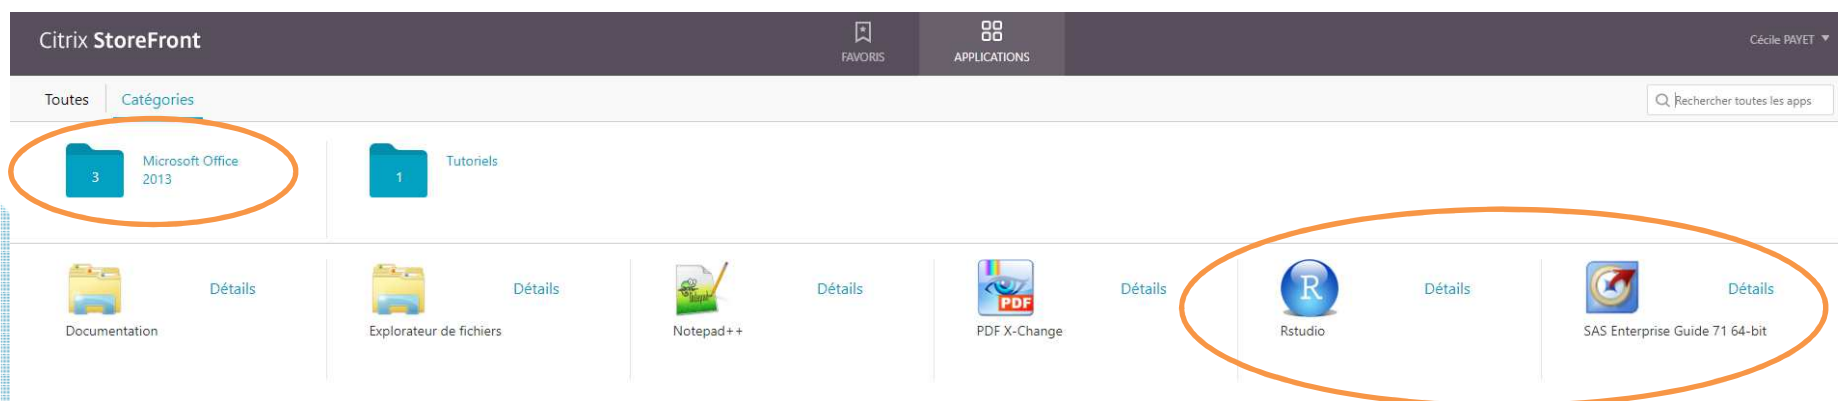 Citrix StoreFront
FAVORIS
APPLICATIONS
Cécile PAYET
Toutes
Catégories
Rechercher toutes les apps
3
Microsoft Office
2013
1
Tutoriels
Détails
Documentation
Détails
Explorateur de fichiers
Détails
Notepad++
PDF
Détails
PDF X-Change
R
Détails
Rstudio
Détails
SAS Enterprise Guide 71 64-bit